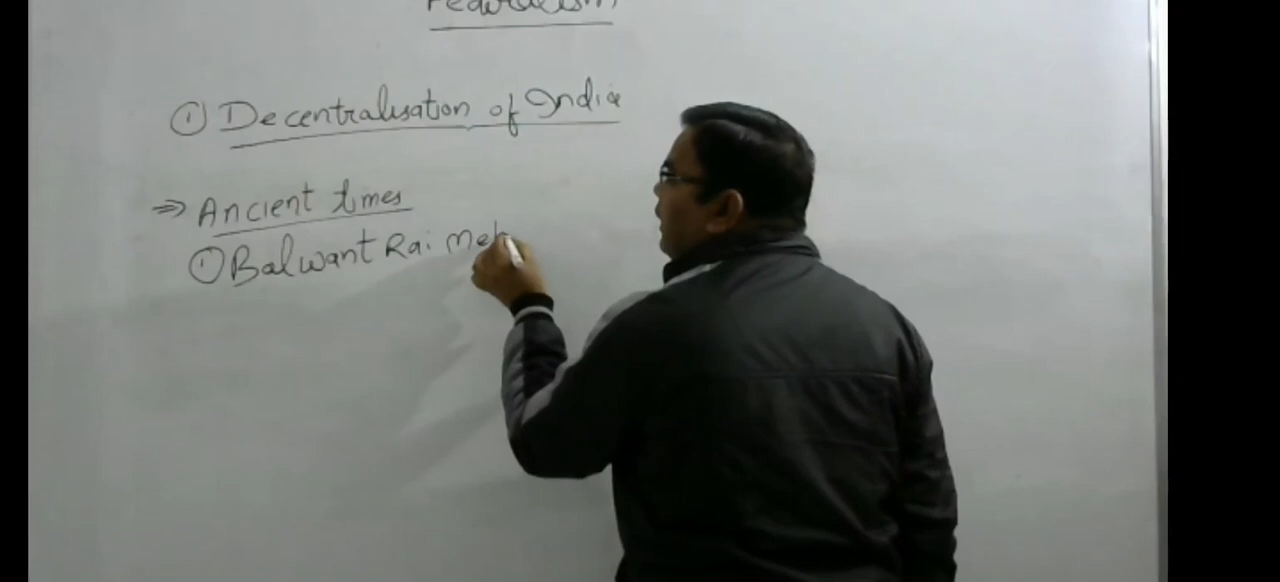 Federalism
① Decentralisation of India
⇒ Ancient times
① Balwant Rai Meh